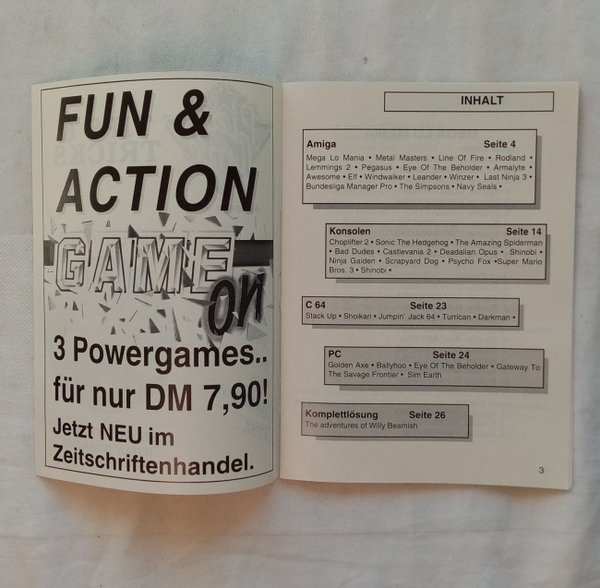 FUN &
ACTION
GAME
on
3 Powergames..
für nur DM 7,90!
Jetzt NEU im
Zeitschriftenhandel.
INHALT
Amiga Seite 4
Mega Lo Mania • Metal Masters • Line Of Fire • Rodland •
Lemmings 2 • Pegasus • Eye Of The Beholder • Armalyte •
Awesome • Elf • Windwalker • Leander • Winzer • Last Ninja 3 •
Bundesliga Manager Pro • The Simpsons • Navy Seals •
Konsolen Seite 14
Choplifter 2 • Sonic The Hedgehog • The Amazing Spiderman
• Bad Dudes • Castlevania 2 • Deadalian Opus • Shinobi •
Ninja Garden • Scrapyard Dog • Psycho Fox •Super Mario
Bros. 3 • Shinobi •
C 64 Seite 23
Stack Up • Shoikan • Jumpin' Jack 64 • Turrican • Darkman •
PC Seite 24
Golden Axe • Ballyhoo • Eye Of The Beholder • Gateway To
The Savage Frontier • Sim Earth
Komplettlösung Seite 26
The adventures of Willy Beamish
3